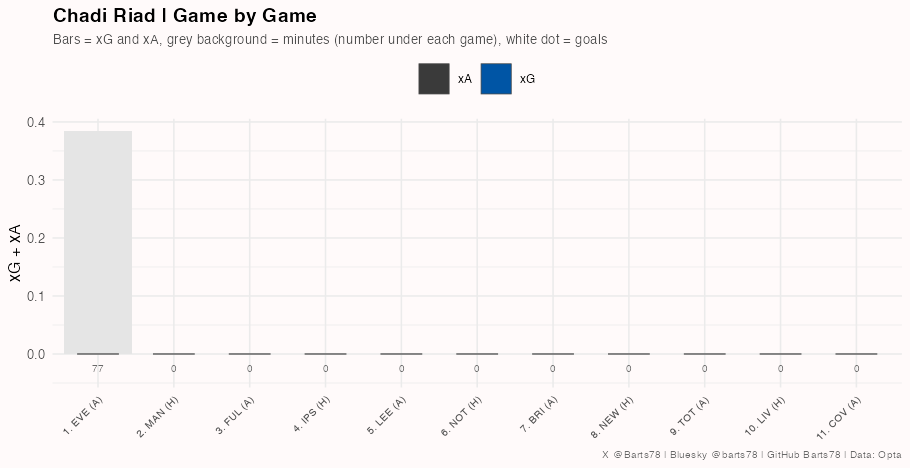 Chadi Riad | Game by Game
Bars = xG and xA, grey background = minutes (number under each game), white dot = goals
xA xG
xG + xA
0.4
0.3
0.2
0.1
0.0
77 0 0 0 0 0 0 0 0 0 0
1. EVE (A) 2. MAN (H) 3. FUL (A) 4. IPS (H) 5. LEE (A) 6. NOT (H) 7. BRI (A) 8. NEW (H) 9. TOT (A) 10. LIV (H) 11. COV (A)
X @Barts78 | Bluesky @barts78 | GitHub Barts78 | Data: Opta